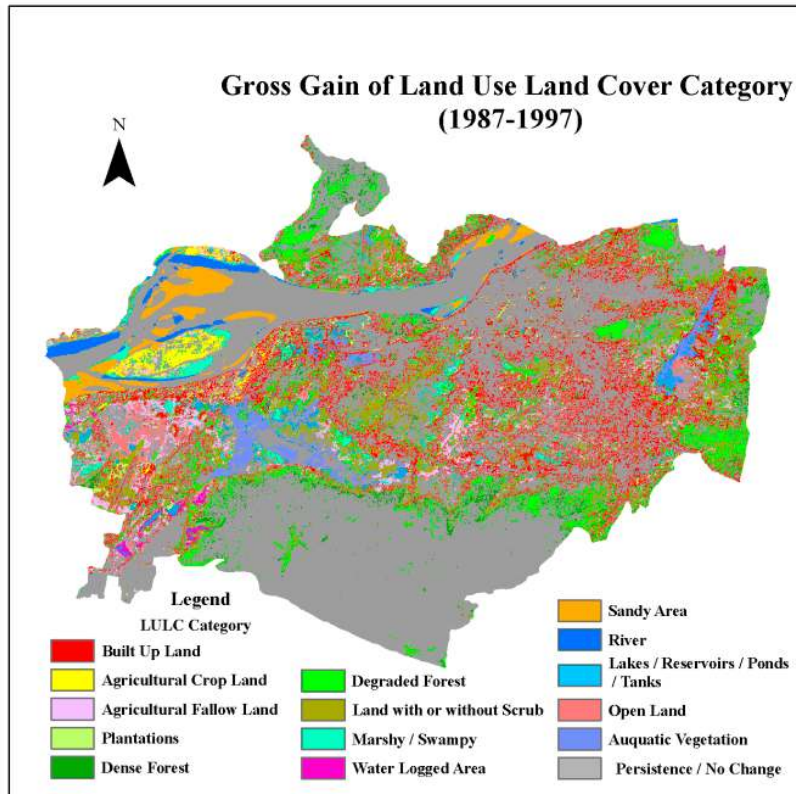 Gross Gain of Land Use Land Cover Category
(1987-1997)
N
Legend
LULC Category
Built Up Land
Agricultural Crop Land
Agricultural Fallow Land
Plantations
Dense Forest
Degraded Forest
Land with or without Scrub
Marshy / Swampy
Water Logged Area
Sandy Area
River
Lakes / Reservoirs / Ponds
/ Tanks
Open Land
Auquatic Vegetation
Persistence / No Change